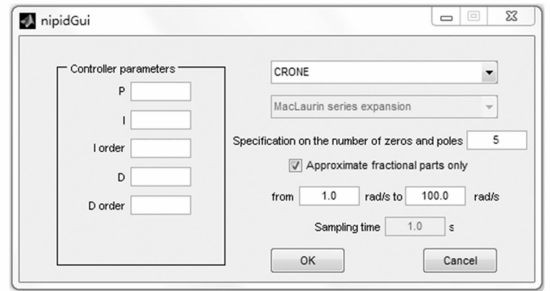 nipidGui
Controller parameters
P
I
I order
D
D order
CRONE
MacLaurin series expansion
Specification on the number of zeros and poles 5
Approximate fractional parts only
from 1.0 rad/s to 100.0 rad/s
Sampling time 1.0 s
OK Cancel